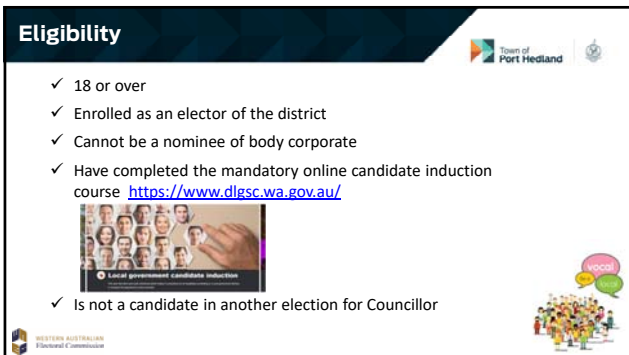 Eligibility
Town of
Port Hedland
✓ 18 or over
✓ Enrolled as an elector of the district
✓ Cannot be a nominee of body corporate
✓ Have completed the mandatory online candidate induction
course https://www.dlgsc.wa.gov.au/
Local government candidate induction
✓ Is not a candidate in another election for Councillor
vocal
local
WESTERN AUSTRALIAN
Electoral Commission